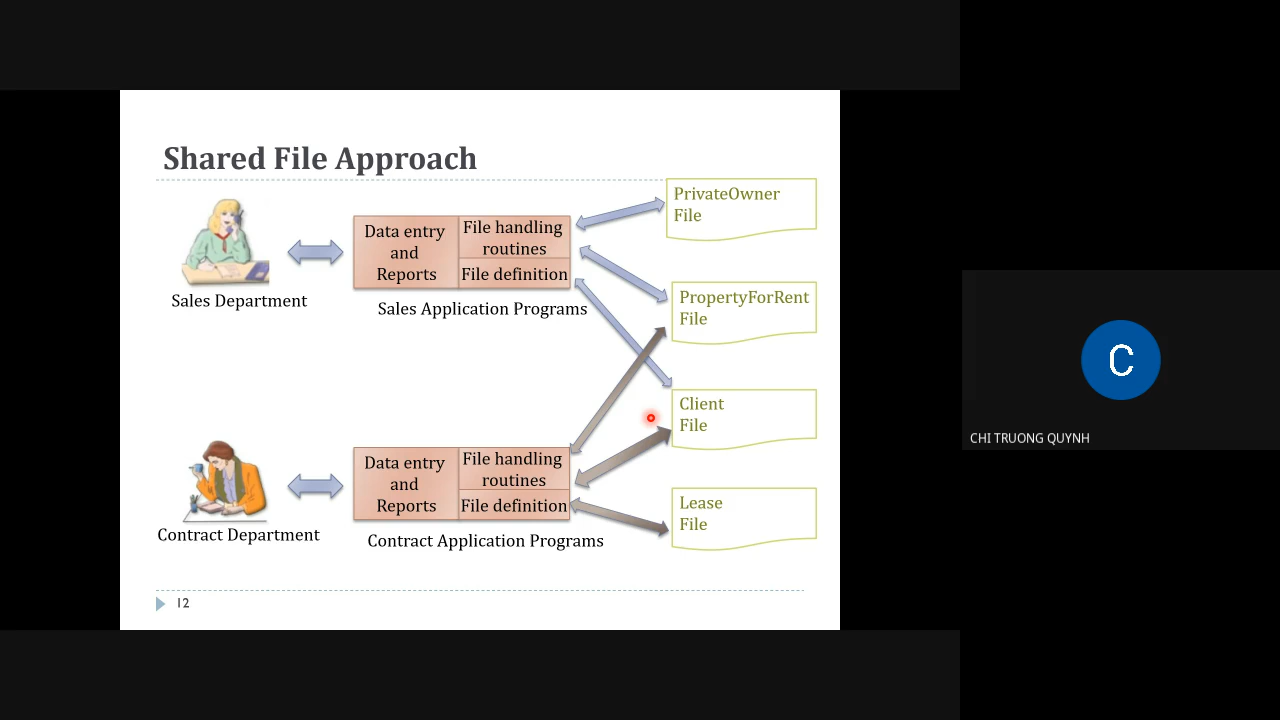 Shared File Approach
PrivateOwner
File
Data entry
and
Reports
File handling
routines
File definition
Sales Department
Sales Application Programs
PropertyForRent
File
Client
File
Data entry
and
Reports
File handling
routines
File definition
Contract Department
Contract Application Programs
Lease
File
12
C
CHI TRUONG QUYNH